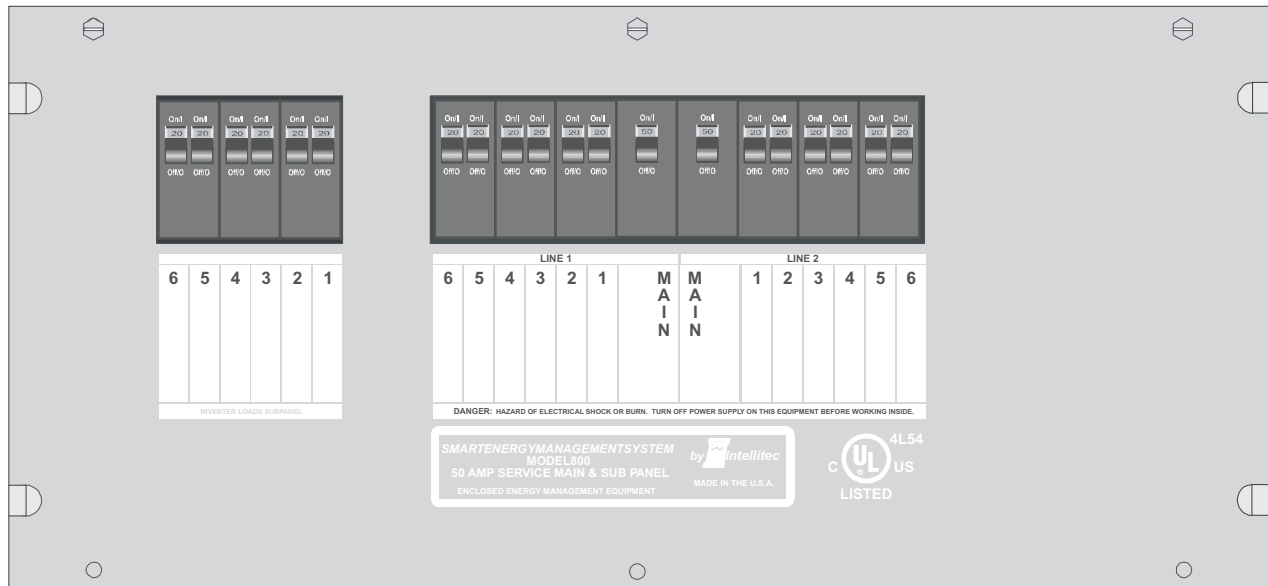 On/I On/I On/I On/I On/I On/I
20 20 20 20 20 20
Off/O Off/O Off/O Off/O Off/O Off/O
6 5 4 3 2 1
INVERTER LOADS SUBPANEL
On/I On/I On/I On/I On/I On/I On/I On/I On/I On/I On/I On/I On/I On/I
20 20 20 20 20 20 50 50 20 20 20 20 20 20
Off/O Off/O Off/O Off/O Off/O Off/O Off/O Off/O Off/O Off/O Off/O Off/O Off/O Off/O
LINE 1 LINE 2
6 5 4 3 2 1 MAIN MAIN 1 2 3 4 5 6
DANGER: HAZARD OF ELECTRICAL SHOCK OR BURN. TURN OFF POWER SUPPLY ON THIS EQUIPMENT BEFORE WORKING INSIDE.
SMARTENERGYMANAGEMENTSYSTEM
MODEL800
50 AMP SERVICE MAIN & SUB PANEL
ENCLOSED ENERGY MANAGEMENT EQUIPMENT
by Intellitec
MADE IN THE U.S.A.
4L54
C UL US
®
LISTED